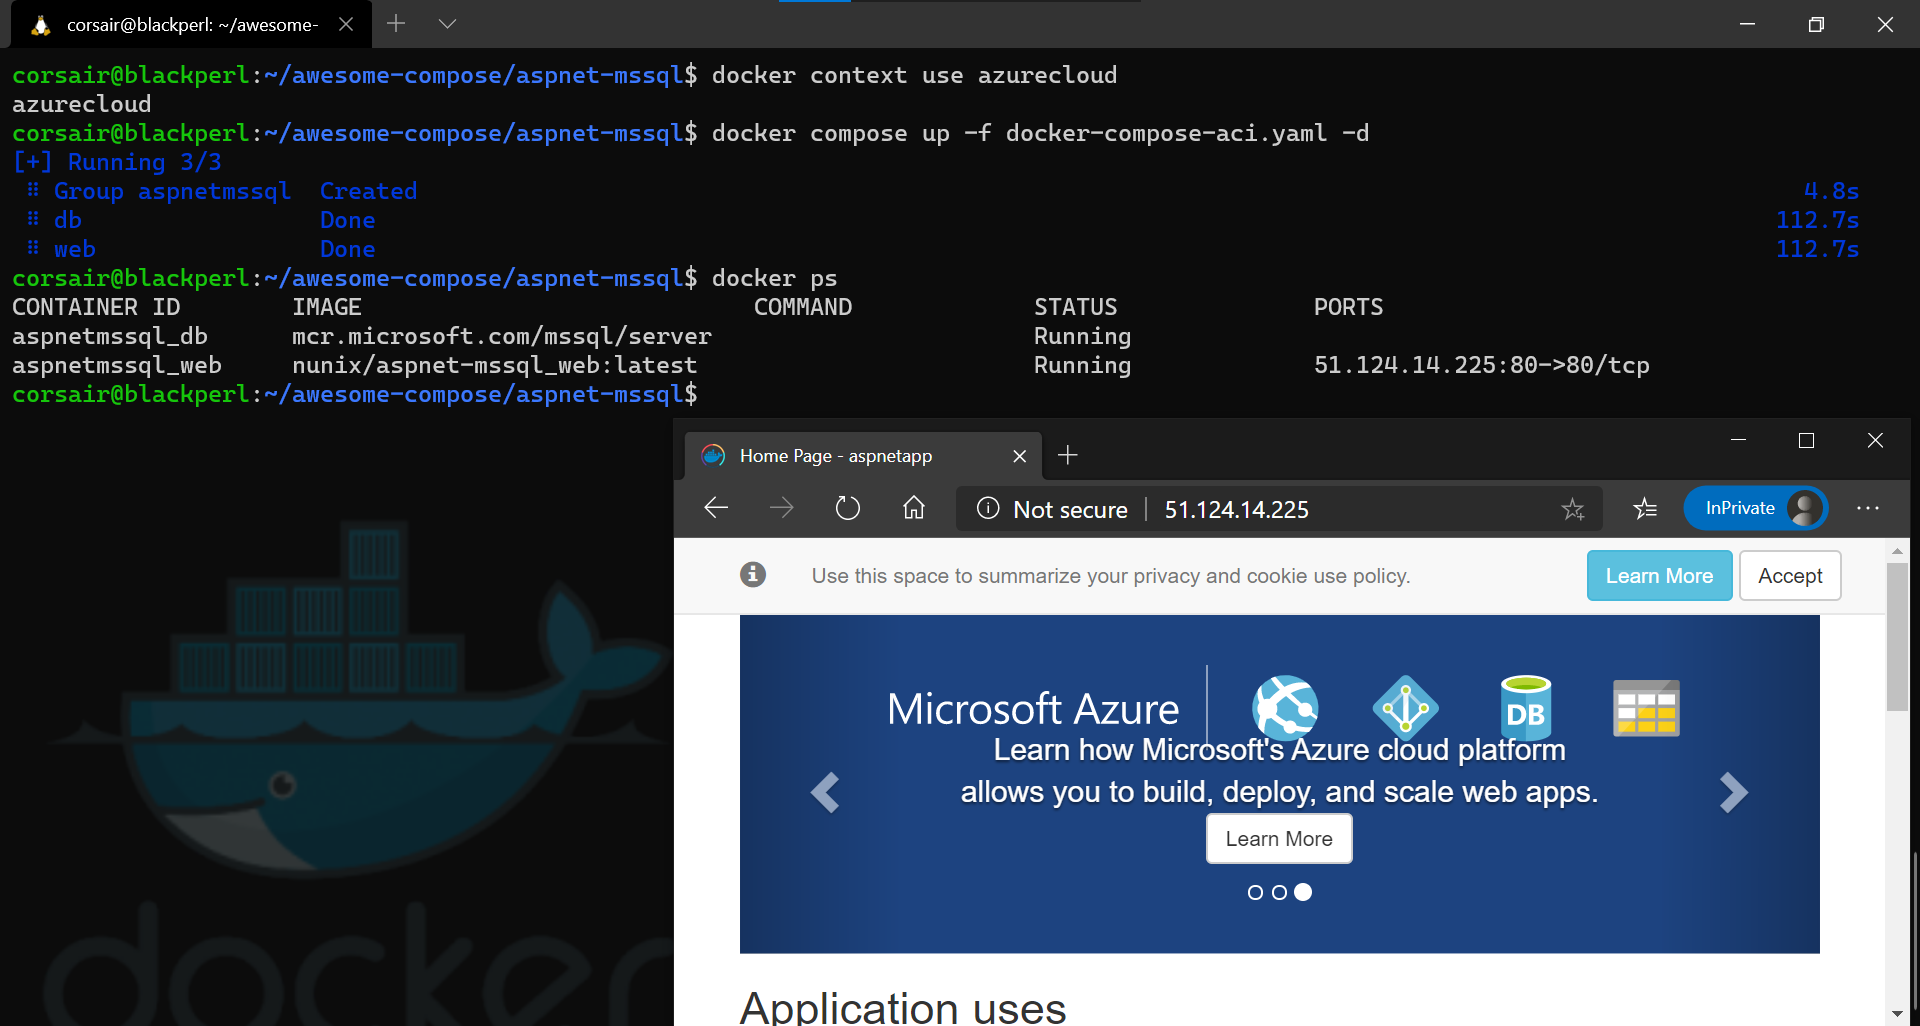 corsair@blackperl: ~/awesome-
corsair@blackperl:~/awesome-compose/aspnet-mssql$ docker context use azurecloud
azurecloud
corsair@blackperl:~/awesome-compose/aspnet-mssql$ docker compose up -f docker-compose-aci.yaml -d
[+] Running 3/3
⠿ Group aspnetmssql Created 4.8s
⠿ db Done 112.7s
⠿ web Done 112.7s
corsair@blackperl:~/awesome-compose/aspnet-mssql$ docker ps
CONTAINER ID IMAGE COMMAND STATUS PORTS
aspnetmssql_db mcr.microsoft.com/mssql/server Running
aspnetmssql_web nunix/aspnet-mssql_web:latest Running 51.124.14.225:80->80/tcp
corsair@blackperl:~/awesome-compose/aspnet-mssql$
Home Page - aspnetapp
Not secure 51.124.14.225
InPrivate
Use this space to summarize your privacy and cookie use policy.
Learn More
Accept
Microsoft Azure
DB
Learn how Microsoft's Azure cloud platform
allows you to build, deploy, and scale web apps.
Learn More
Application uses
docker